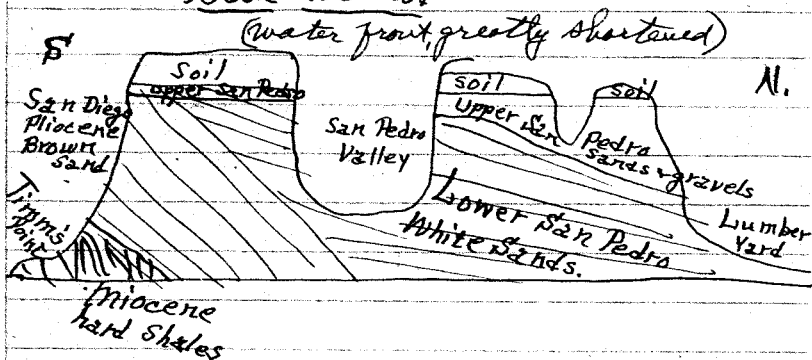 (water front, greatly shortened)
S
N.
Soil
Upper San Pedro
San Diego
Pliocene
Brown
Sand
San Pedro
Valley
soil
soil
Upper San
Pedro
sands & gravels
Lower San Pedro
White Sands.
Lumber
Yard
Timm's
Point
Miocene
hard Shales